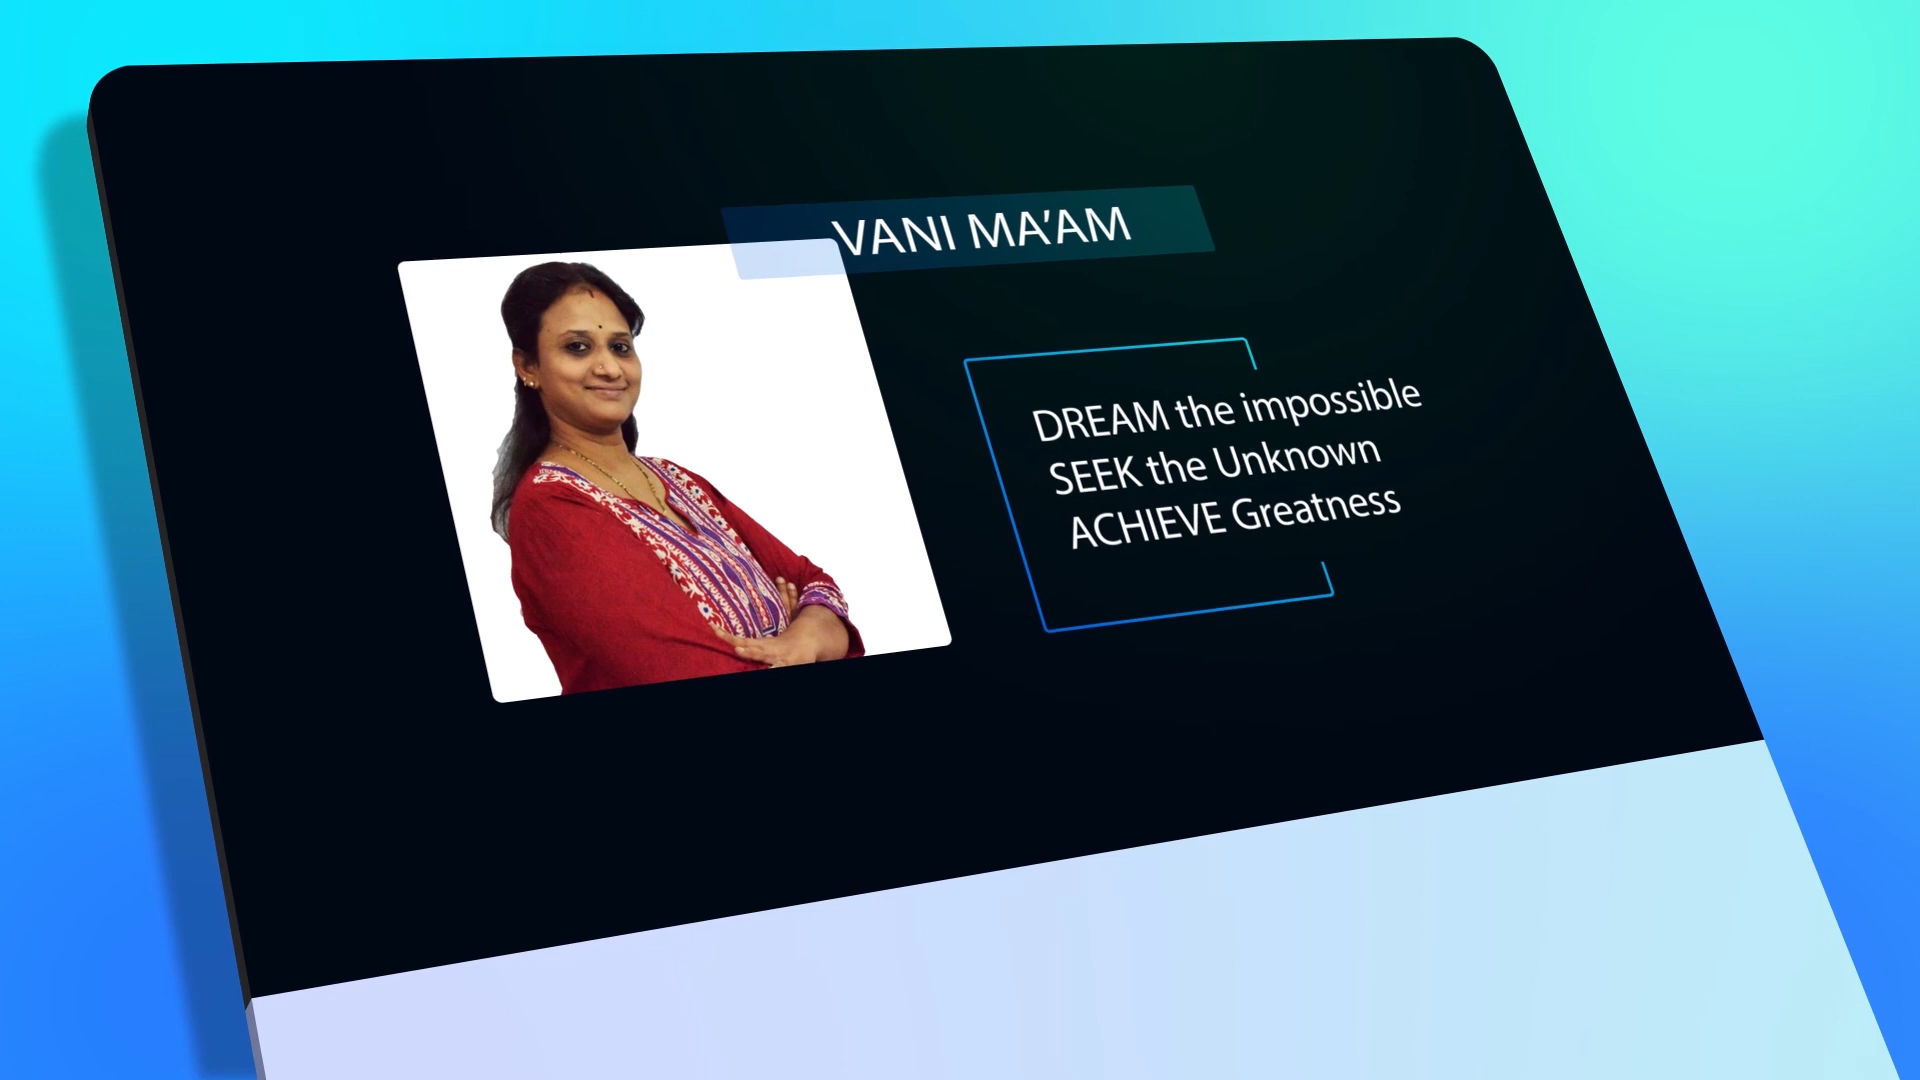 VANI MA’AM
DREAM the impossible
SEEK the Unknown
ACHIEVE Greatness